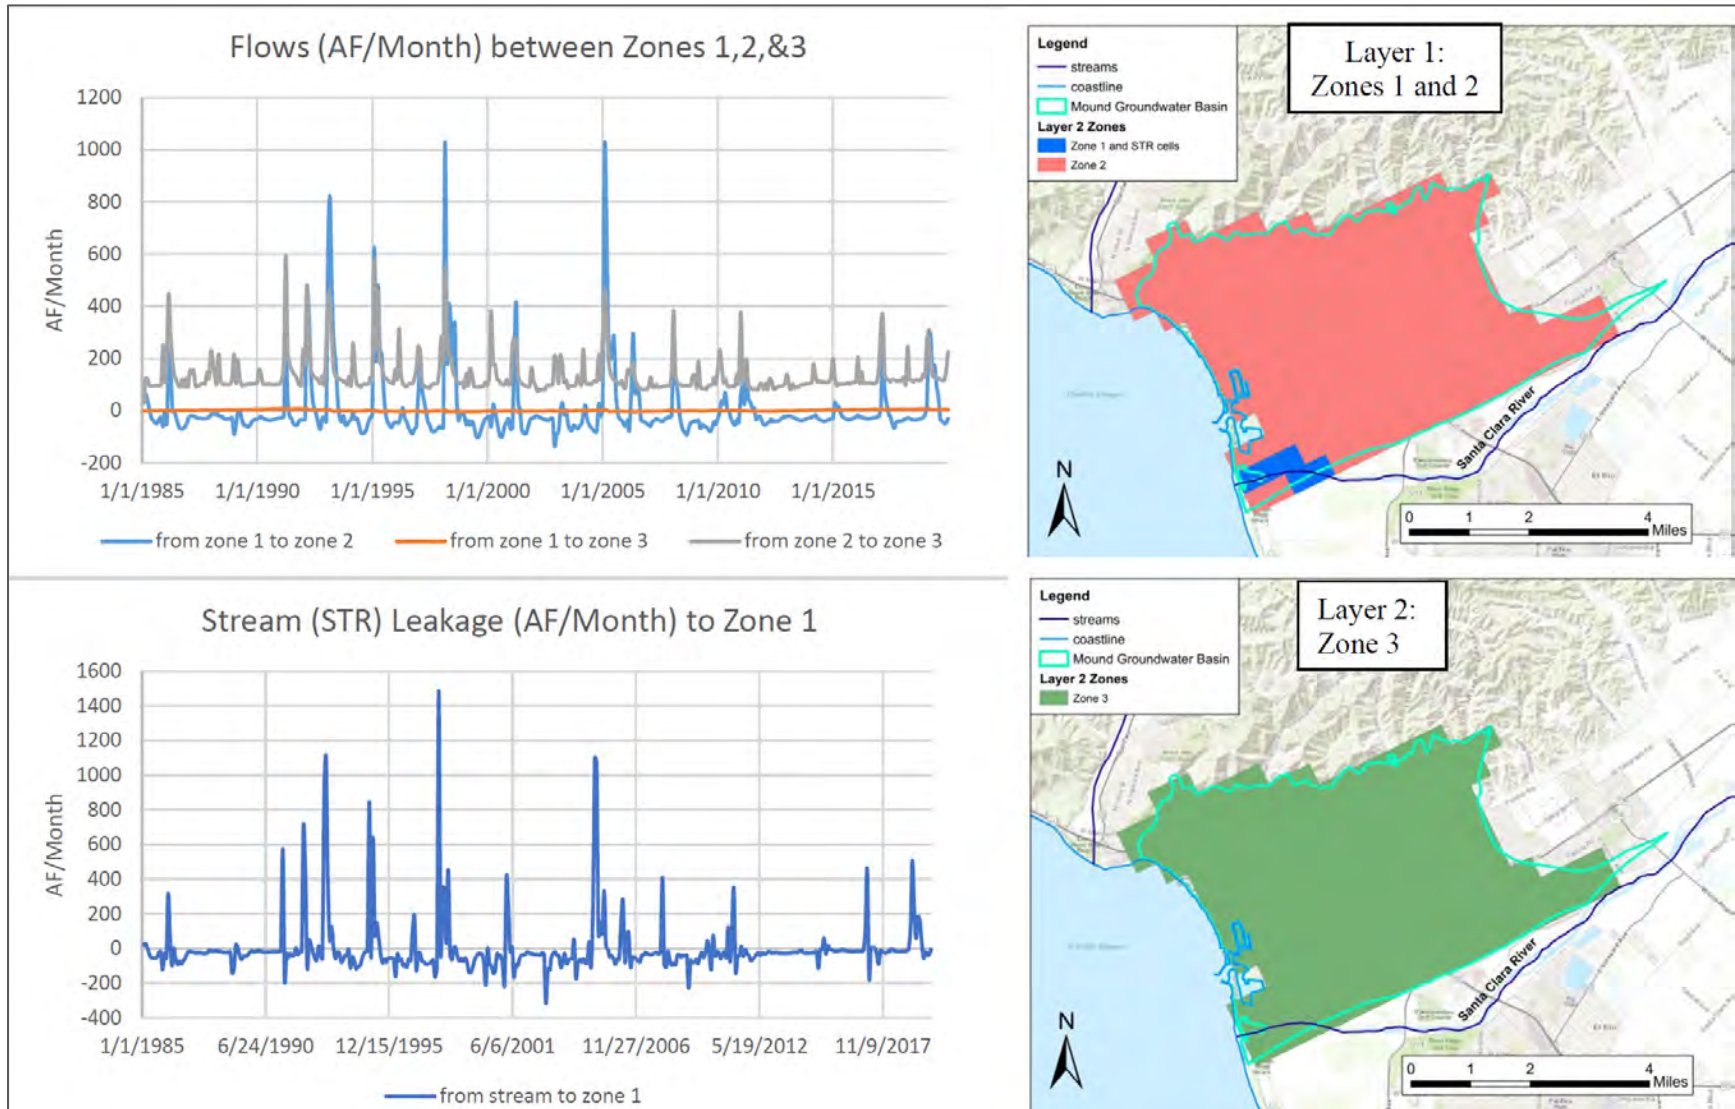 Flows (AF/Month) between Zones 1,2,&3
1200
1000
800
600
400
200
0
-200
AF/Month
1/1/1985
1/1/1990
1/1/1995
1/1/2000
1/1/2005
1/1/2010
1/1/2015
from zone 1 to zone 2
from zone 1 to zone 3
from zone 2 to zone 3
Legend
streams
coastline
Mound Groundwater Basin
Layer 2 Zones
Zone 1 and STR cells
Zone 2
Layer 1:
Zones 1 and 2
Santa Clara River
El Rio
N
0
1
2
4
Miles
Stream (STR) Leakage (AF/Month) to Zone 1
1600
1400
1200
1000
800
600
400
200
0
-200
-400
AF/Month
1/1/1985
6/24/1990
12/15/1995
6/6/2001
11/27/2006
5/19/2012
11/9/2017
from stream to zone 1
Legend
streams
coastline
Mound Groundwater Basin
Layer 2 Zones
Zone 3
Layer 2:
Zone 3
Santa Clara River
El Rio
N
0
1
2
4
Miles